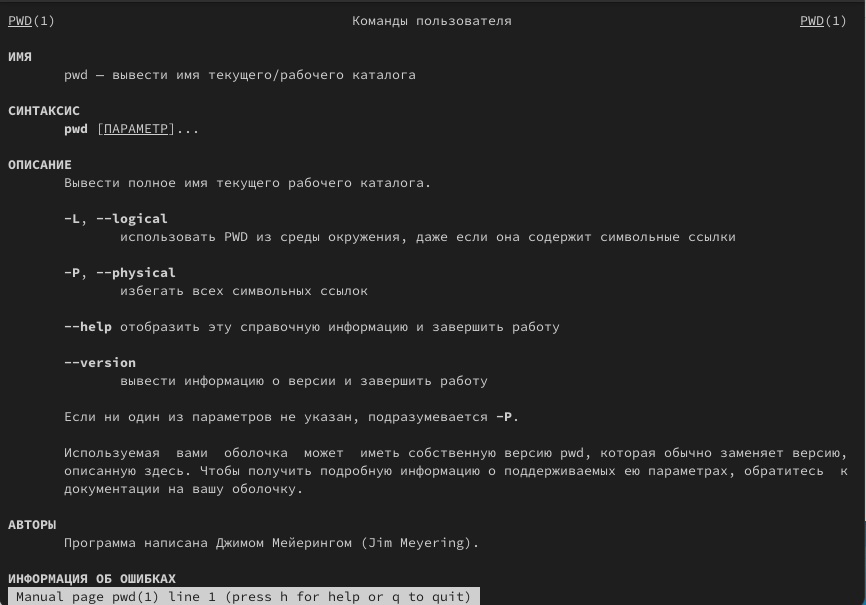 PWD(1) Команды пользователя PWD(1)
ИМЯ
pwd — вывести имя текущего/рабочего каталога
СИНТАКСИС
pwd [ПАРАМЕТР]...
ОПИСАНИЕ
Вывести полное имя текущего рабочего каталога.
-L, --logical
использовать PWD из среды окружения, даже если она содержит символьные ссылки
-P, --physical
избегать всех символьных ссылок
--help отобразить эту справочную информацию и завершить работу
--version
вывести информацию о версии и завершить работу
Если ни один из параметров не указан, подразумевается -P.
Используемая вами оболочка может иметь собственную версию pwd, которая обычно заменяет версию,
описанную здесь. Чтобы получить подробную информацию о поддерживаемых ею параметрах, обратитесь к
документации на вашу оболочку.
АВТОРЫ
Программа написана Джимом Мейерингом (Jim Meyering).
ИНФОРМАЦИЯ ОБ ОШИБКАХ
Manual page pwd(1) line 1 (press h for help or q to quit)